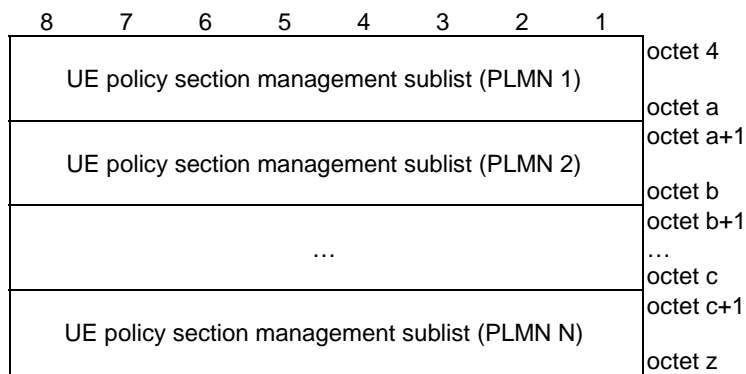 8 7 6 5 4 3 2 1
octet 4
UE policy section management sublist (PLMN 1)
octet a
octet a+1
UE policy section management sublist (PLMN 2)
octet b
octet b+1
… …
octet c
octet c+1
UE policy section management sublist (PLMN N)
octet z